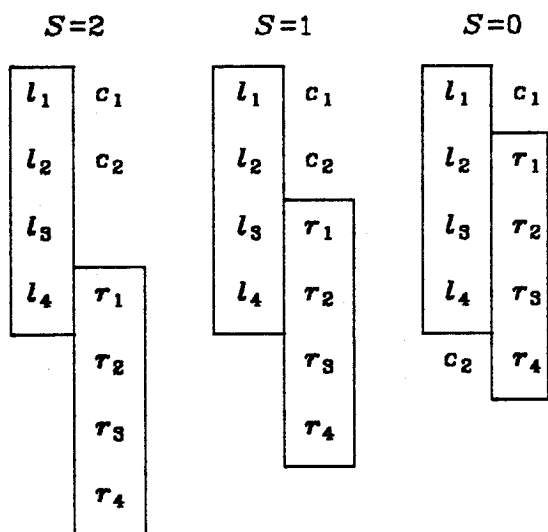 S=2 S=1 S=0
l₁ c₁ l₁ c₁ l₁ c₁
l₂ c₂ l₂ c₂ l₂ r₁
l₃ l₃ r₁ l₃ r₂
l₄ r₁ l₄ r₂ l₄ r₃
r₂ r₃ c₂ r₄
r₃ r₄
r₄